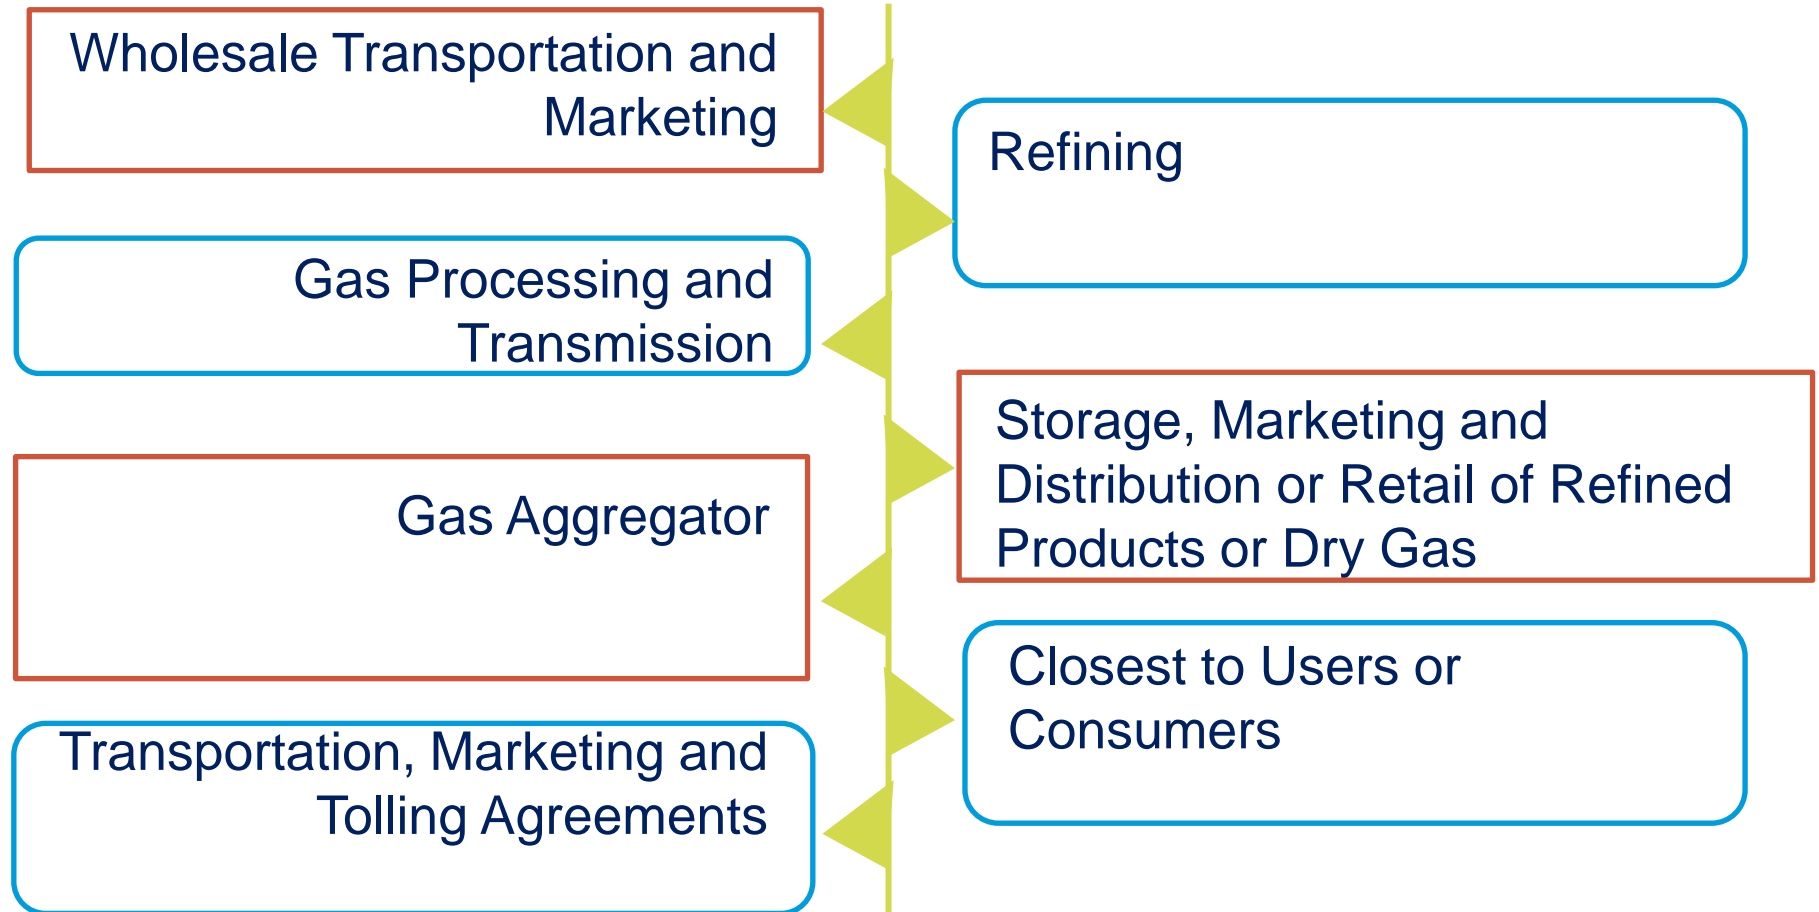 Wholesale Transportation and
Marketing
Refining
Gas Processing and
Transmission
Storage, Marketing and
Distribution or Retail of Refined
Products or Dry Gas
Gas Aggregator
Closest to Users or
Consumers
Transportation, Marketing and
Tolling Agreements